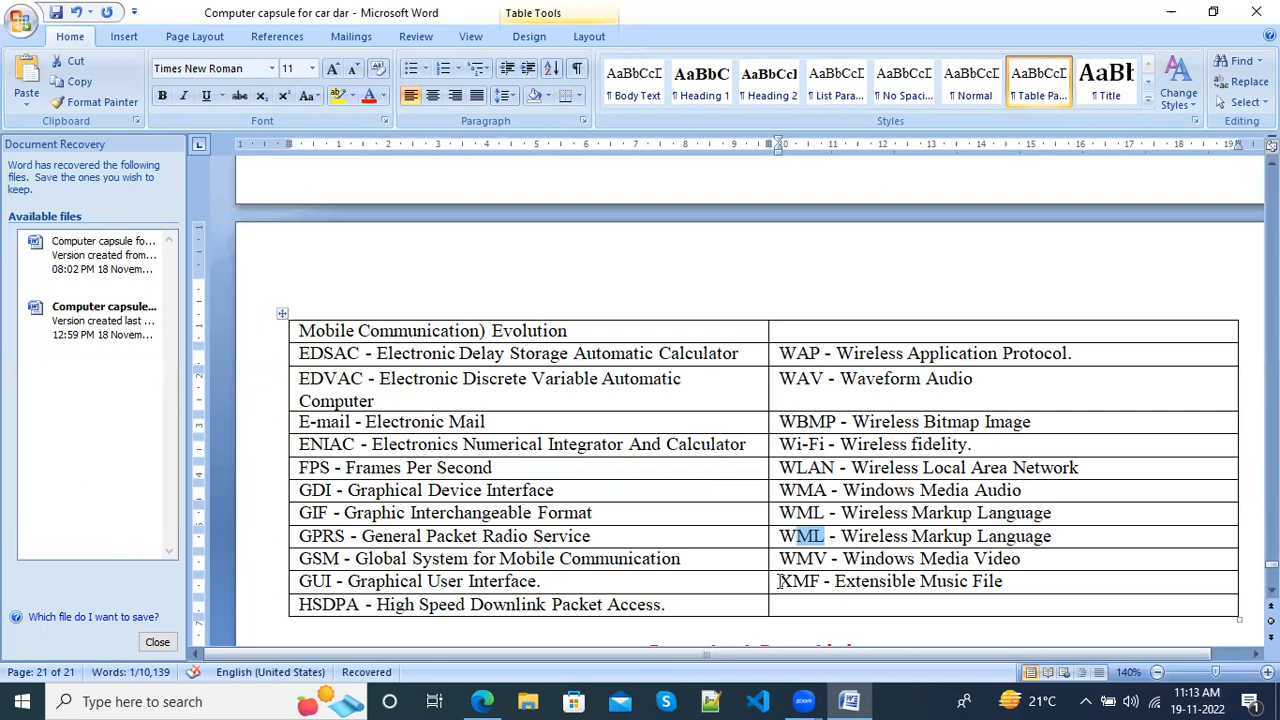 Computer capsule for car dar - Microsoft Word
Table Tools
Home
Insert
Page Layout
References
Mailings
Review
View
Design
Layout
Paste
Cut
Copy
Format Painter
Clipboard
Times New Roman
11
Font
Paragraph
AaBbCcI
¶ Body Text
AaBbC
¶ Heading 1
AaBbCcI
¶ Heading 2
AaBbCcI
¶ List Para...
AaBbCcI
¶ No Spaci...
AaBbCcI
¶ Normal
AaBbCcI
¶ Table Pa...
AaBb
¶ Title
Change Styles
Styles
Find
Replace
Select
Editing
Document Recovery
Word has recovered the following
files. Save the ones you wish to
keep.
Available files
Computer capsule fo...
Version created from...
08:02 PM 18 Novem...
Computer capsule...
Version created last ...
12:59 PM 18 Novem...
Which do I want to save?
Close
Mobile Communication) Evolution
EDSAC - Electronic Delay Storage Automatic Calculator
WAP - Wireless Application Protocol.
EDVAC - Electronic Discrete Variable Automatic
Computer
WAV - Waveform Audio
E-mail - Electronic Mail
WBMP - Wireless Bitmap Image
ENIAC - Electronics Numerical Integrator And Calculator
Wi-Fi - Wireless fidelity.
FPS - Frames Per Second
WLAN - Wireless Local Area Network
GDI - Graphical Device Interface
WMA - Windows Media Audio
GIF - Graphic Interchangeable Format
WML - Wireless Markup Language
GPRS - General Packet Radio Service
WML - Wireless Markup Language
GSM - Global System for Mobile Communication
WMV - Windows Media Video
GUI - Graphical User Interface.
XMF - Extensible Music File
HSDPA - High Speed Downlink Packet Access.
Page: 21 of 21
Words: 1/10,139
English (United States)
Recovered
140%
Type here to search
21°C
11:13 AM
19-11-2022